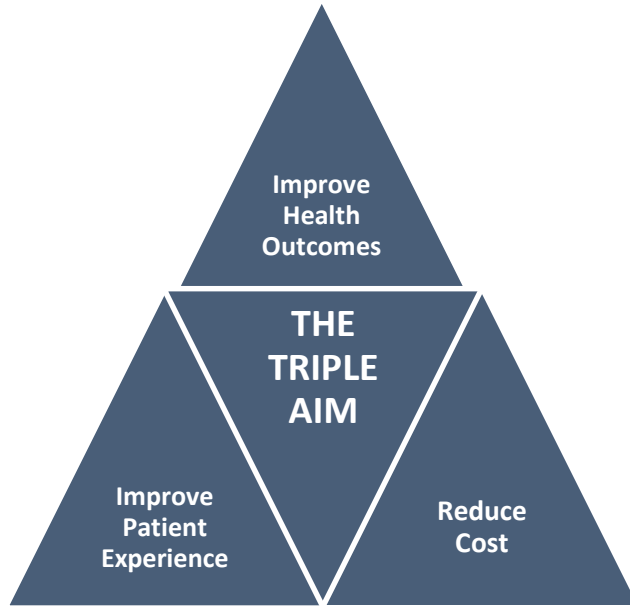 Improve
Health
Outcomes
THE
TRIPLE
AIM
Improve
Patient
Experience
Reduce
Cost